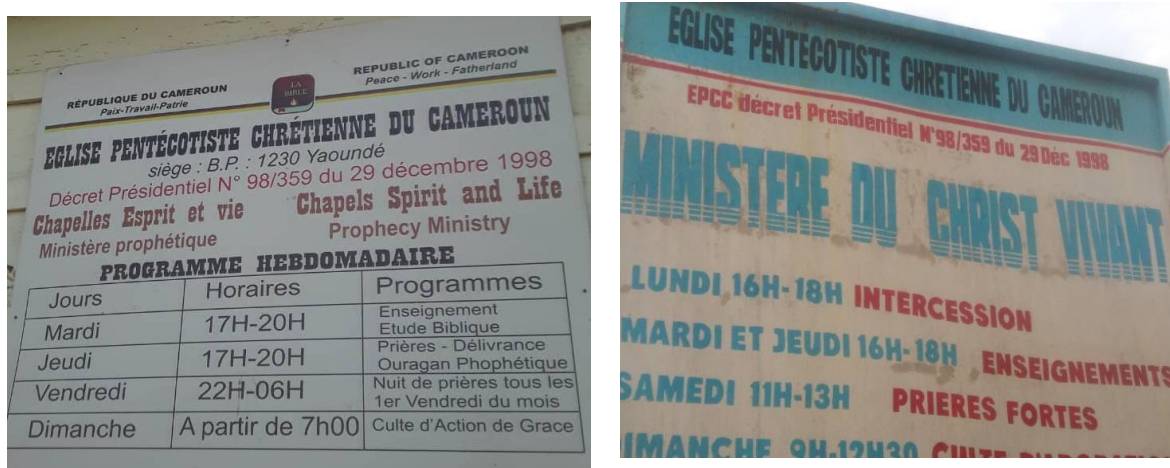 RÉPUBLIQUE DU CAMEROUN
Paix-Travail-Patrie
LA BIBLE
REPUBLIC OF CAMEROON
Peace - Work - Fatherland
EGLISE PENTÉCOTISTE CHRÉTIENNE DU CAMEROUN
siège : B.P. : 1230 Yaoundé
Décret Présidentiel N° 98/359 du 29 décembre 1998
Chapelles Esprit et vie Chapels Spirit and Life
Ministère prophétique Prophecy Ministry
PROGRAMME HEBDOMADAIRE
Jours Horaires Programmes
Mardi 17H-20H Enseignement
Etude Biblique
Jeudi 17H-20H Prières - Délivrance
Ouragan Phophétique
Vendredi 22H-06H Nuit de prières tous les
1er Vendredi du mois
Dimanche A partir de 7h00 Culte d'Action de Grace
EGLISE PENTECOTISTE CHRETIENNE DU CAMEROUN
EPCC décret Présidentiel N°98/359 du 29 Déc 1998
MINISTERE DU CHRIST VIVANT
LUNDI 16H-18H INTERCESSION
MARDI ET JEUDI 16H-18H ENSEIGNEMENTS
SAMEDI 11H-13H PRIERES FORTES
DIMANCHE 9H-12H30 CULTE